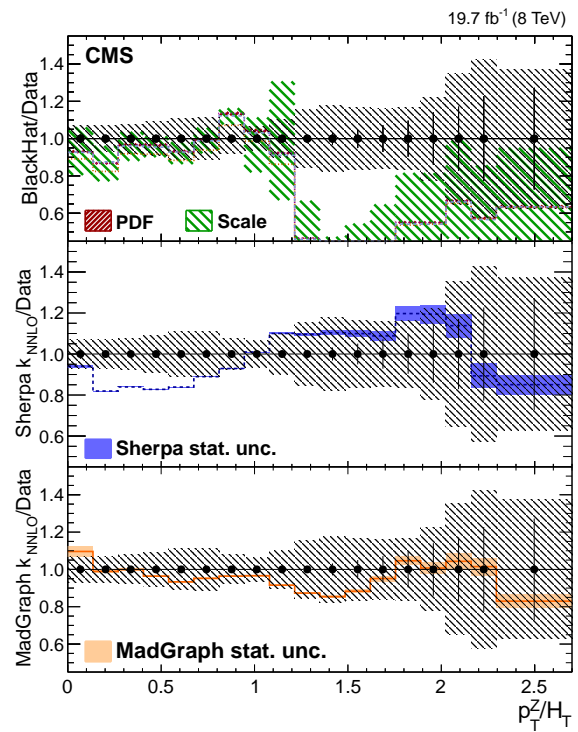 19.7 fb⁻¹ (8 TeV)
CMS
BlackHat/Data
1.4
1.2
1.0
0.8
0.6
PDF
Scale
Sherpa k_NNLO/Data
1.4
1.2
1.0
0.8
0.6
Sherpa stat. unc.
MadGraph k_NNLO/Data
1.4
1.2
1.0
0.8
0.6
MadGraph stat. unc.
0 0.5 1 1.5 2 2.5
p_T^Z/H_T